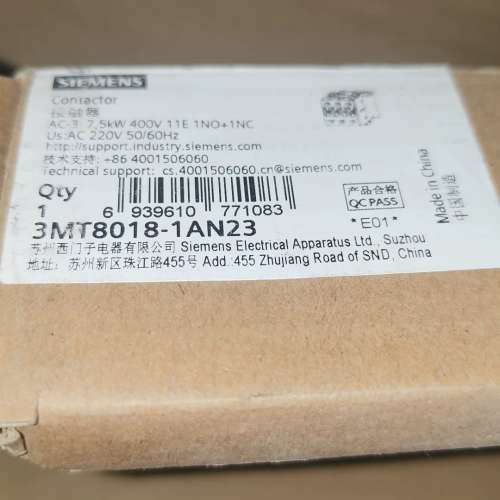 SIEMENS
Contactor
接触器
AC-3 7,5kW 400V 11E 1NO+1NC
Us:AC 220V 50/60Hz
http://support.industry.siemens.com
技术支持: +86 4001506060
Technical support: cs.4001506060.cn@siemens.com
Qty
1
6 939610 771083
3MT8018-1AN23
产品合格
QC PASS
*E01*
Made in China
中国制造
苏州西门子电器有限公司 Siemens Electrical Apparatus Ltd., Suzhou
地址: 苏州新区珠江路455号 Add.:455 Zhujiang Road of SND, China